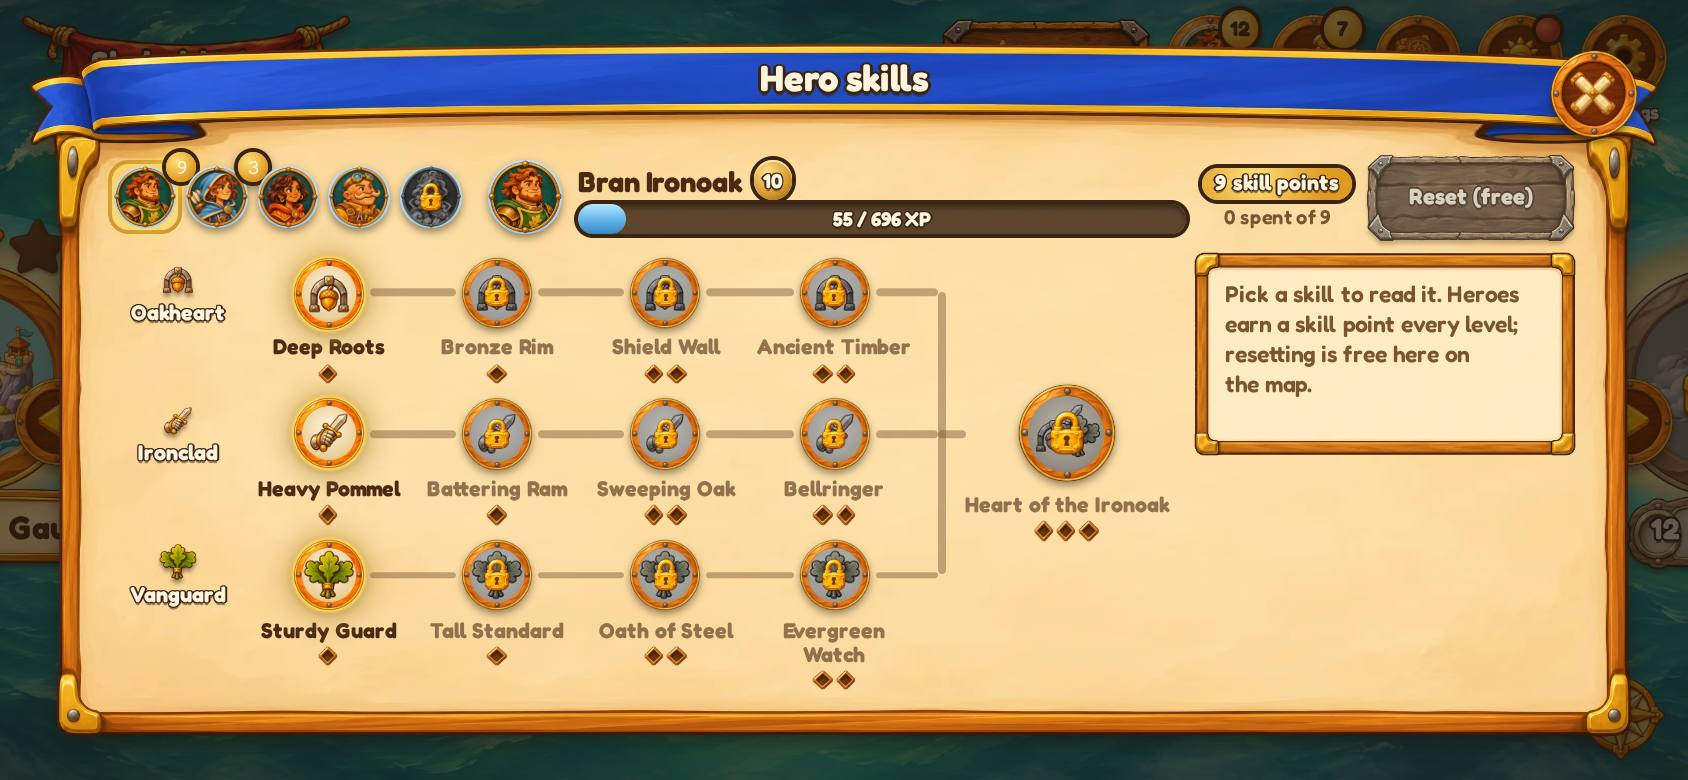 12
7
Hero skills
9
3
Bran Ironoak 10
55 / 696 XP
9 skill points
0 spent of 9
Reset (free)
Oakheart
Deep Roots
Bronze Rim
Shield Wall
Ancient Timber
Pick a skill to read it. Heroes
earn a skill point every level;
resetting is free here on
the map.
Ironclad
Heavy Pommel
Battering Ram
Sweeping Oak
Bellringer
Heart of the Ironoak
Vanguard
Sturdy Guard
Tall Standard
Oath of Steel
Evergreen
Watch
12